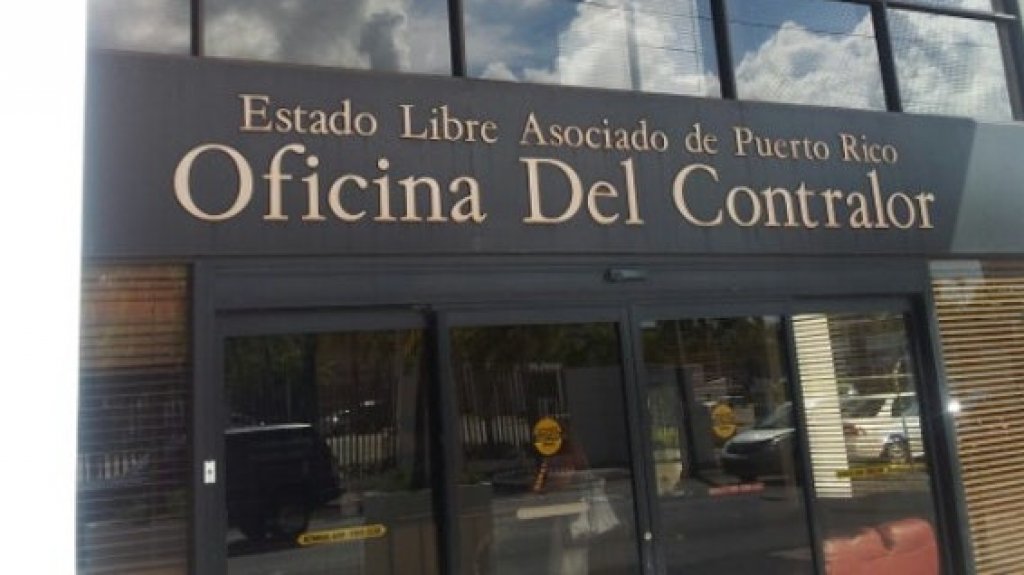 Estado Libre Asociado de Puerto Rico
Oficina Del Contralor